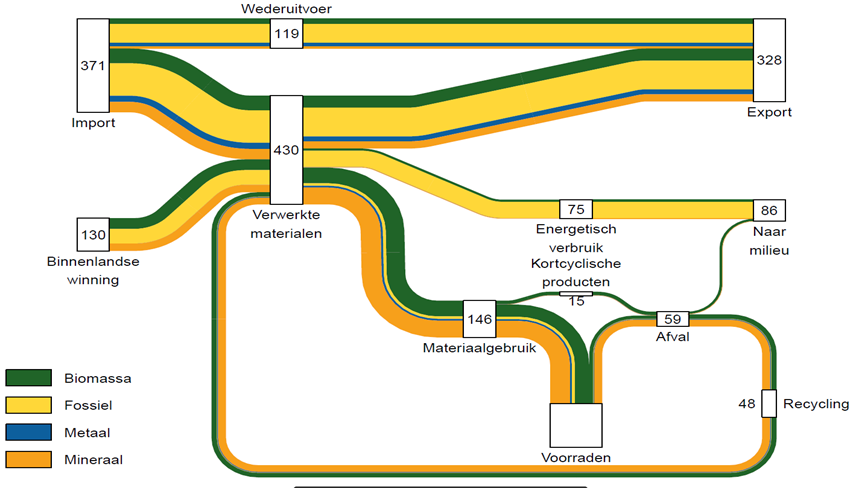 Wederuitvoer
119
371
328
Import
Export
430
130
Verwerkte
materialen
75
86
Binnenlandse
winning
Energetisch
verbruik
Naar
milieu
Kortcyclische
producten
15
146
59
Materiaalgebruik
Afval
48
Recycling
Voorraden
Biomassa
Fossiel
Metaal
Mineraal